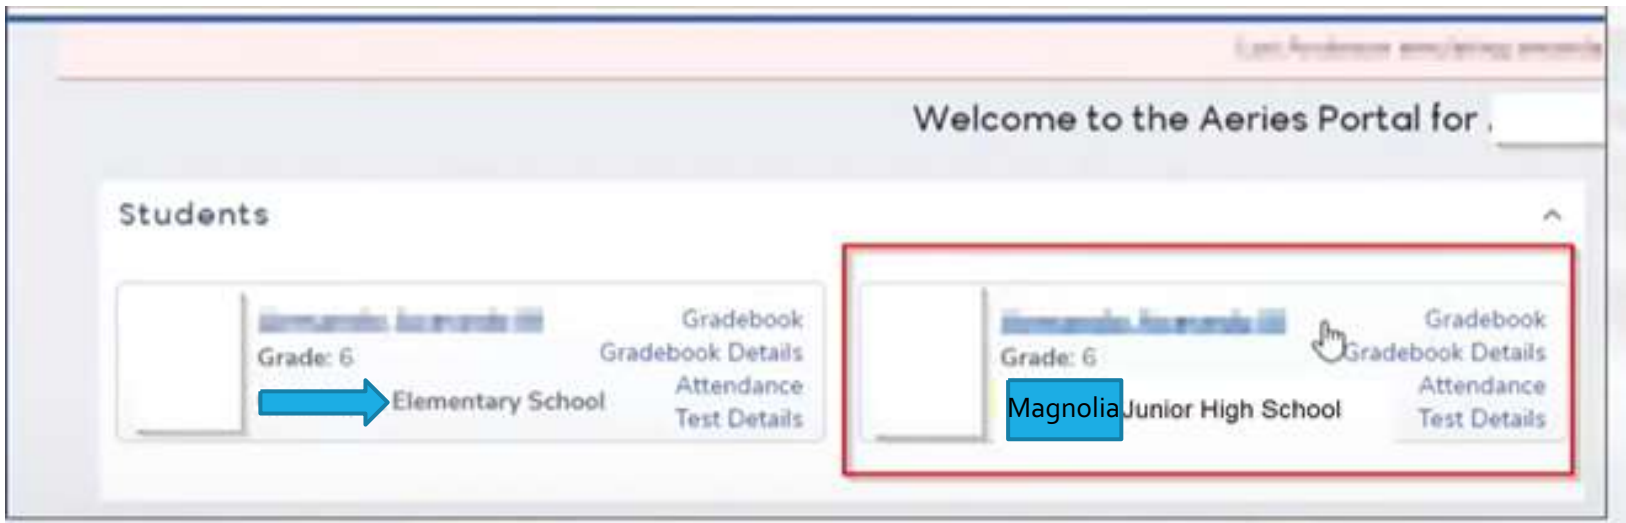 Welcome to the Aeries Portal for
Students
Gradebook
Grade: 6
Gradebook Details
Attendance
Elementary School
Test Details
Gradebook
Grade: 6
Gradebook Details
Attendance
Magnolia Junior High School
Test Details